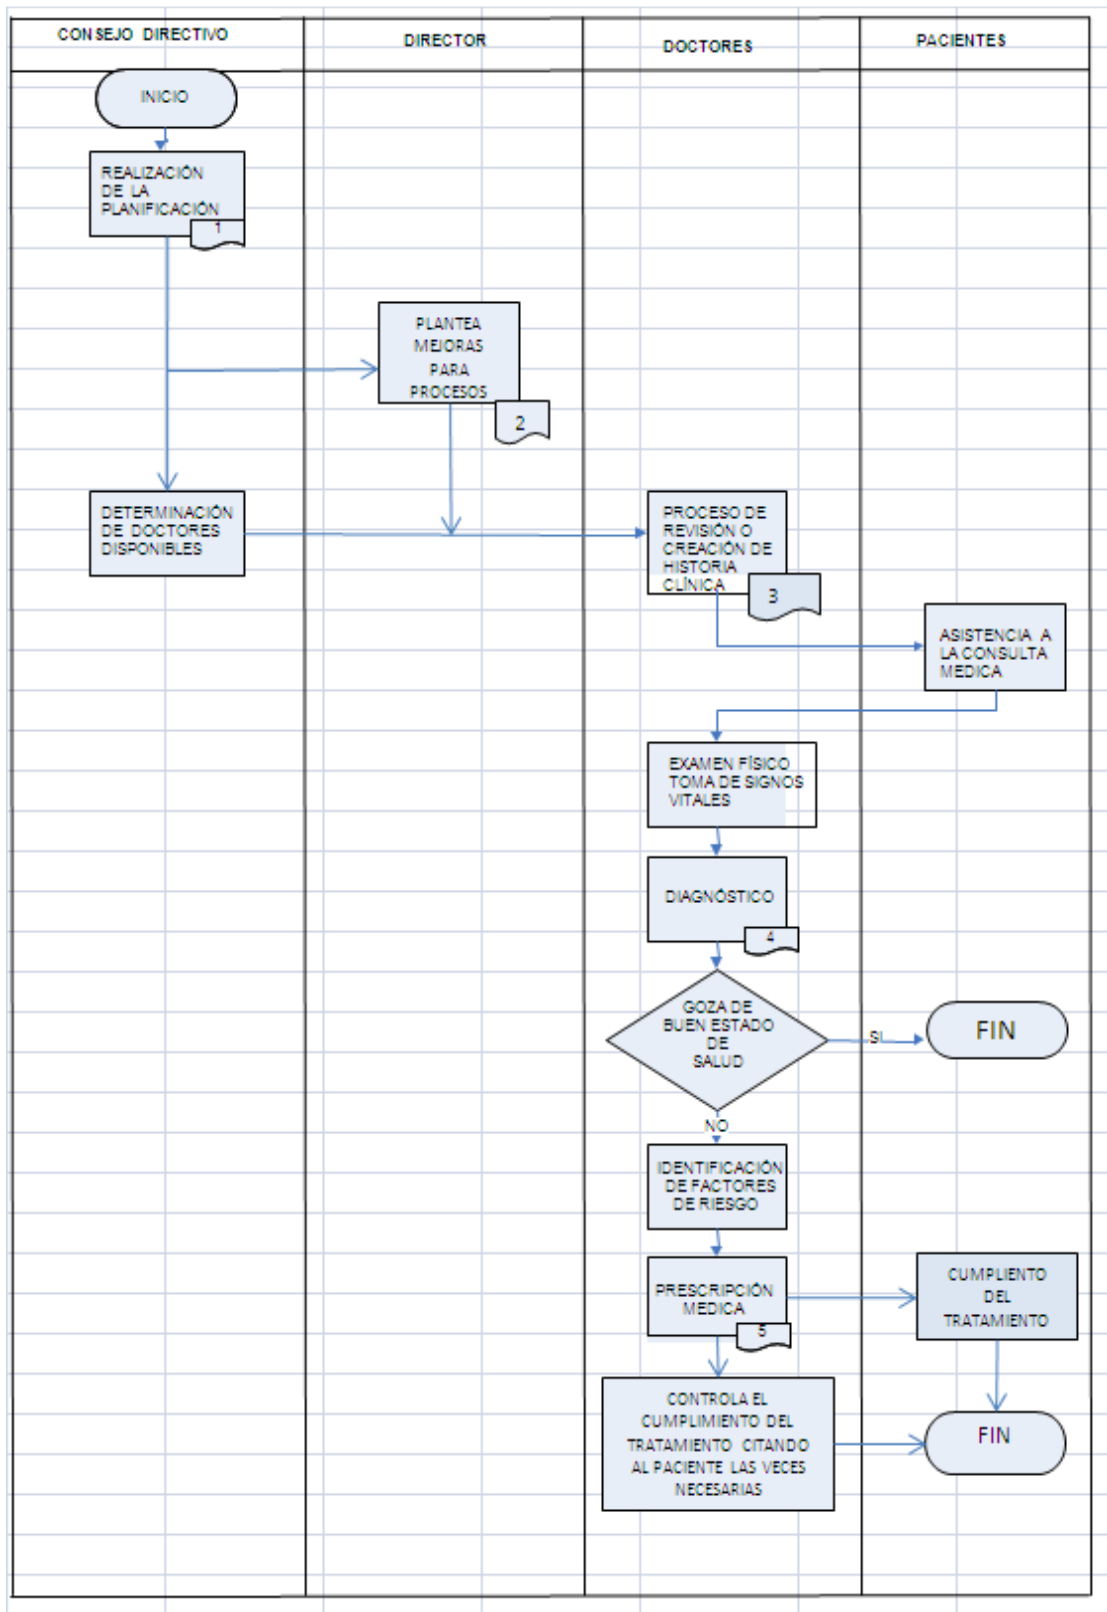 CONSEJO DIRECTIVO
DIRECTOR
DOCTORES
PACIENTES
INICIO
REALIZACIÓN
DE LA
PLANIFICACIÓN
1
PLANTEA
MEJORAS
PARA
PROCESOS
2
DETERMINACIÓN
DE DOCTORES
DISPONIBLES
PROCESO DE
REVISIÓN O
CREACIÓN DE
HISTORIA
CLÍNICA
3
ASISTENCIA A
LA CONSULTA
MEDICA
EXAMEN FÍSICO
TOMA DE SIGNOS
VITALES
DIAGNÓSTICO
4
GOZA DE
BUEN ESTADO
DE
SALUD
SI
FIN
NO
IDENTIFICACIÓN
DE FACTORES
DE RIESGO
PRESCRIPCIÓN
MEDICA
5
CUMPLIENTO
DEL
TRATAMIENTO
CONTROLA EL
CUMPLIMIENTO DEL
TRATAMIENTO CITANDO
AL PACIENTE LAS VECES
NECESARIAS
FIN